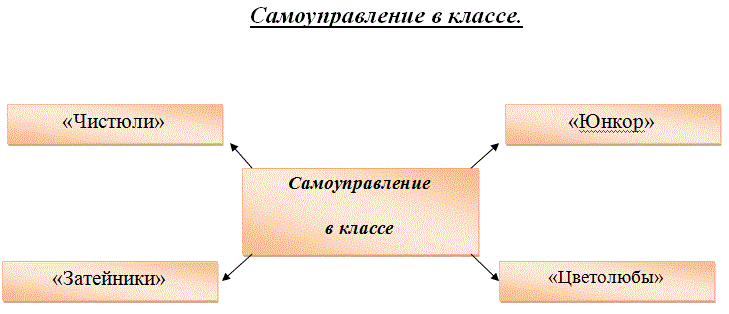 Самоуправление в классе.
«Чистюли»
«Юнкор»
Самоуправление
в классе
«Затейники»
«Цветолюбы»